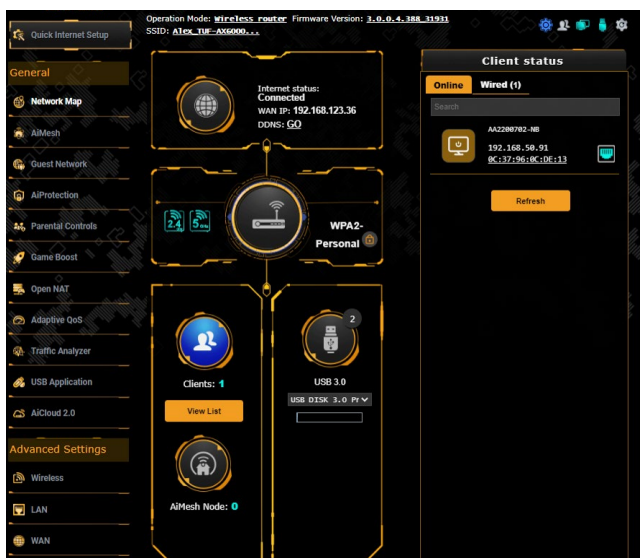 Quick Internet Setup
General
Network Map
AiMesh
Guest Network
AiProtection
Parental Controls
Game Boost
Open NAT
Adaptive QoS
Traffic Analyzer
USB Application
AiCloud 2.0
Advanced Settings
Wireless
LAN
WAN
Operation Mode: Wireless router Firmware Version: 3.0.0.4.388_31931
SSID: ATex_TUF-AX6000...
Internet status:
Connected
WAN IP: 192.168.123.36
DDNS: GO
2.4 5
WPA2-
Personal
Clients: 1
View List
AiMesh Node: 0
2
USB 3.0
USB DISK 3.0 Pr
Client status
Online Wired (1)
Search
AA2200702-NB
192.168.50.91
0C:37:96:0C:DE:13
Refresh